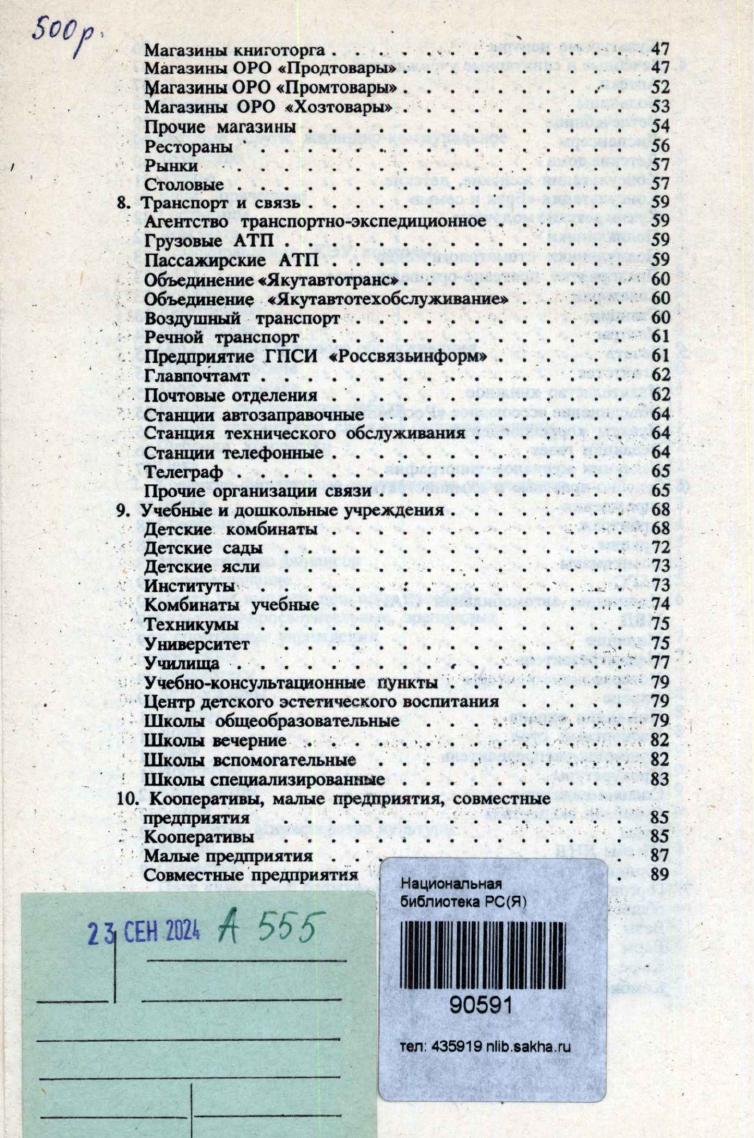 500р.
Магазины книготорга . . . . . . . . . . . . 47
Магазины ОРО «Продтовары» . . . . . . . . . 47
Магазины ОРО «Промтовары» . . . . . . . . . 52
Магазины ОРО «Хозтовары» . . . . . . . . . 53
Прочие магазины . . . . . . . . . . . . 54
Рестораны . . . . . . . . . . . . 56
Рынки . . . . . . . . . . . . 57
Столовые . . . . . . . . . . . . 57
8. Транспорт и связь . . . . . . . . . . . . 59
Агентство транспортно-экспедиционное . . . . . . 59
Грузовые АТП . . . . . . . . . . . . 59
Пассажирские АТП . . . . . . . . . . . . 59
Объединение «Якутавтотранс» . . . . . . . . . 60
Объединение «Якутавтотехобслуживание» . . . . . 60
Воздушный транспорт . . . . . . . . . . . 60
Речной транспорт . . . . . . . . . . . . 61
Предприятие ГПСИ «Россвязьинформ» . . . . . . 61
Главпочтамт . . . . . . . . . . . . 62
Почтовые отделения . . . . . . . . . . . 62
Станции автозаправочные . . . . . . . . . . 64
Станция технического обслуживания . . . . . . . 64
Станции телефонные . . . . . . . . . . . 64
Телеграф . . . . . . . . . . . . 65
Прочие организации связи . . . . . . . . . . 65
9. Учебные и дошкольные учреждения . . . . . . . 68
Детские комбинаты . . . . . . . . . . . 68
Детские сады . . . . . . . . . . . . 72
Детские ясли . . . . . . . . . . . . 73
Институты . . . . . . . . . . . . 73
Комбинаты учебные . . . . . . . . . . . 74
Техникумы . . . . . . . . . . . . 75
Университет . . . . . . . . . . . . 75
Училища . . . . . . . . . . . . 77
Учебно-консультационные пункты . . . . . . . . 79
Центр детского эстетического воспитания . . . . . 79
Школы общеобразовательные . . . . . . . . . 79
Школы вечерние . . . . . . . . . . . . 82
Школы вспомогательные . . . . . . . . . . 82
Школы специализированные . . . . . . . . . 83
10. Кооперативы, малые предприятия, совместные
предприятия . . . . . . . . . . . . 85
Кооперативы . . . . . . . . . . . . 85
Малые предприятия . . . . . . . . . . . 87
Совместные предприятия . . . . . . . . . . 89
Национальная
библиотека РС(Я)
90591
тел: 435919 nlib.sakha.ru
23 СЕН 2024 А 555